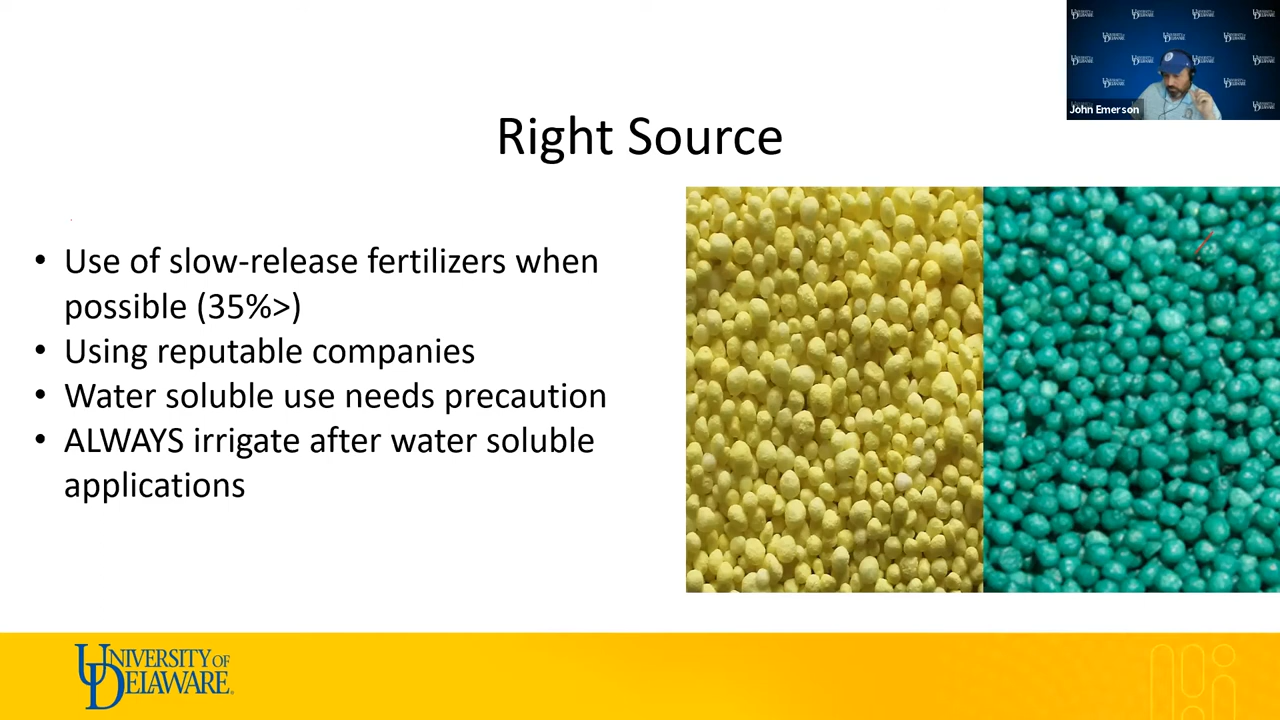 John Emerson
Right Source
• Use of slow-release fertilizers when
possible (35%>)
• Using reputable companies
• Water soluble use needs precaution
• ALWAYS irrigate after water soluble
applications
UNIVERSITY OF
DELAWARE